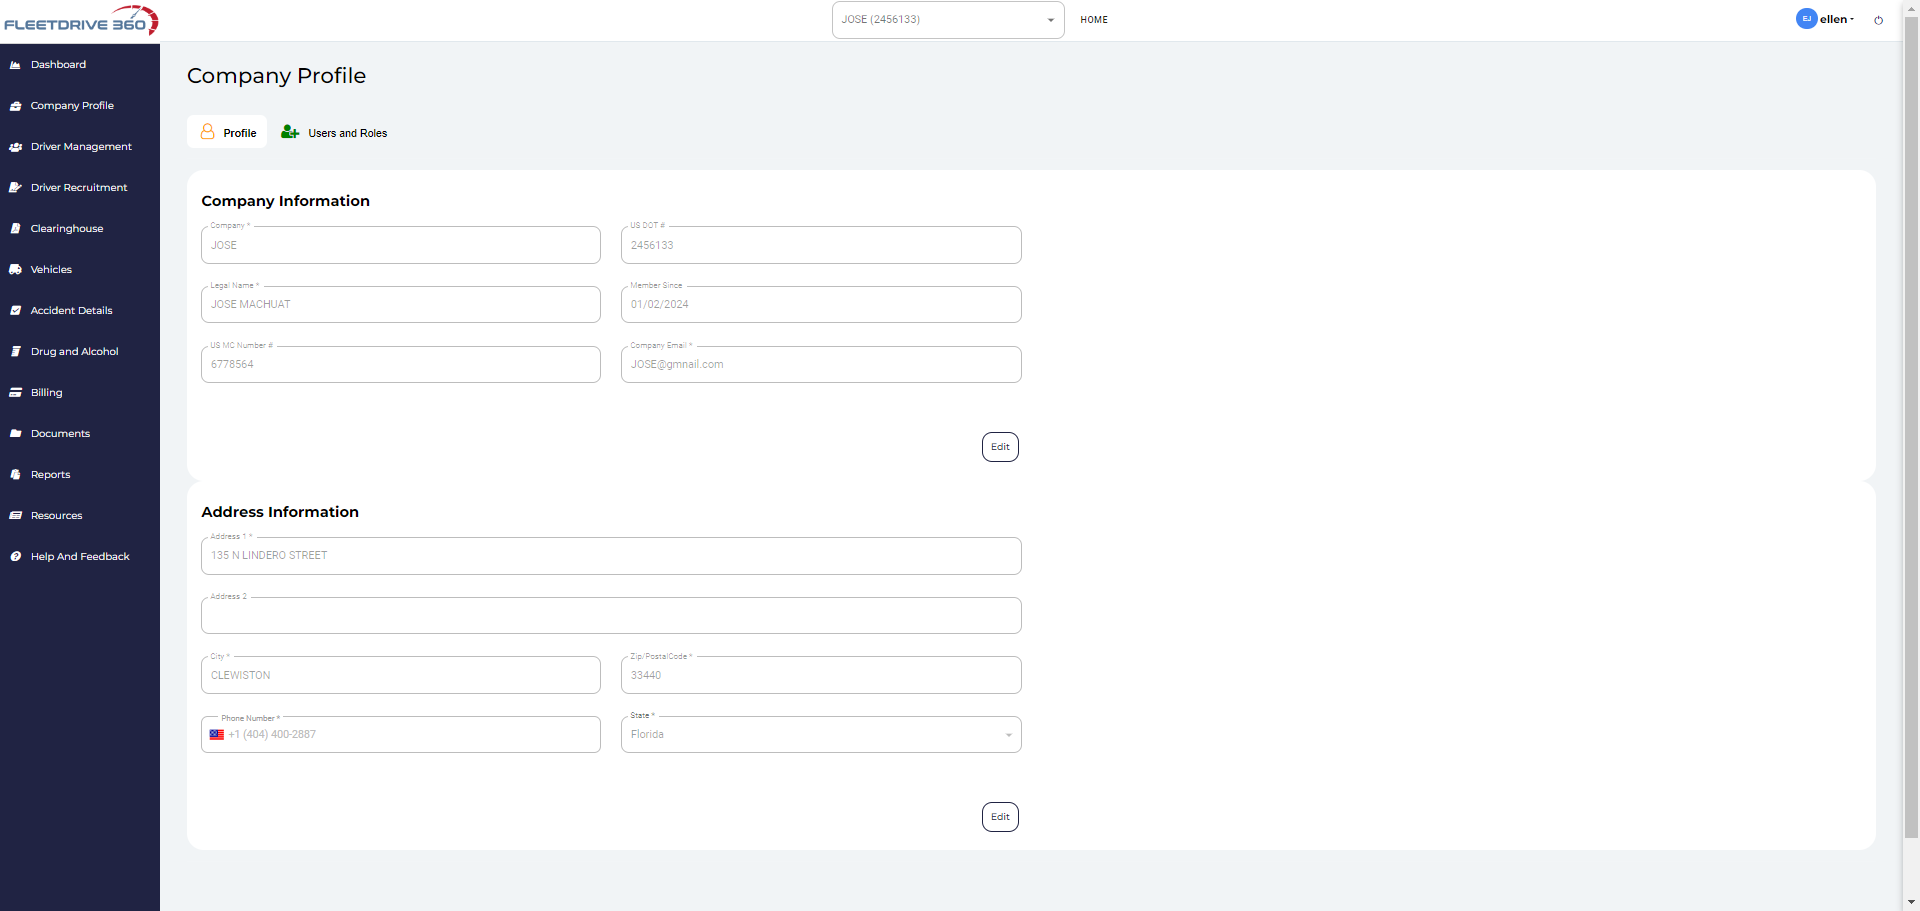 FLEETDRIVE 360
JOSE (2456133)
HOME
EJ
ellen
Dashboard
Company Profile
Driver Management
Driver Recruitment
Clearinghouse
Vehicles
Accident Details
Drug and Alcohol
Billing
Documents
Reports
Resources
Help And Feedback
Company Profile
Profile
Users and Roles
Company Information
Company *
JOSE
US DOT #
2456133
Legal Name *
JOSE MACHUAT
Member Since
01/02/2024
US MC Number #
6778564
Company Email *
JOSE@gmnail.com
Edit
Address Information
Address 1 *
135 N LINDERO STREET
Address 2
City *
CLEWISTON
Zip/PostalCode *
33440
Phone Number *
+1 (404) 400-2887
State *
Florida
Edit